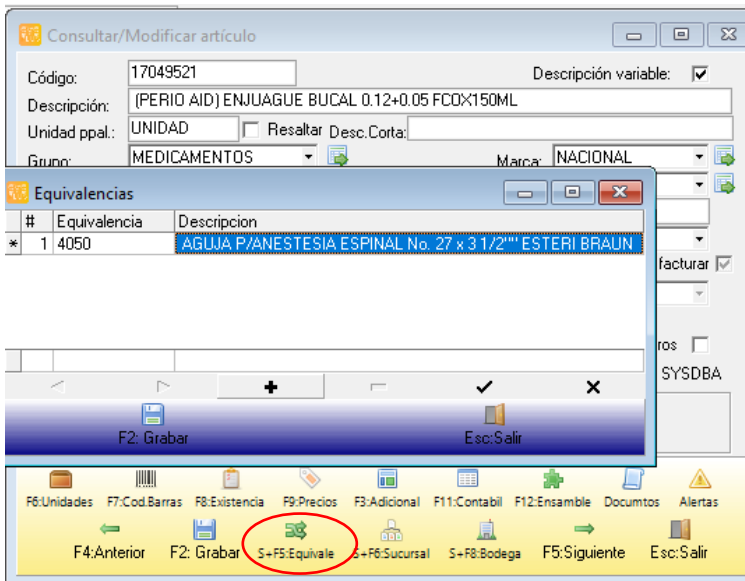 Consultar/Modificar artículo
Código: 17049521 Descripción variable:
Descripción: (PERIO AID) ENJUAGUE BUCAL 0.12+0.05 FCOX150ML
Unidad ppal.: UNIDAD Resaltar Desc.Corta:
Grupo: MEDICAMENTOS Marca: NACIONAL
Equivalencias
# Equivalencia Descripcion
* 1 4050 AGUJA P/ANESTESIA ESPINAL No. 27 x 3 1/2"" ESTERI BRAUN
facturar
ros
SYSDBA
F2: Grabar Esc:Salir
F6:Unidades F7:Cod.Barras F8:Existencia F9:Precios F3:Adicional F11:Contabil F12:Ensamble Documtos Alertas
F4:Anterior F2: Grabar S+F5:Equivale S+F6:Sucursal S+F8:Bodega F5:Siguiente Esc:Salir